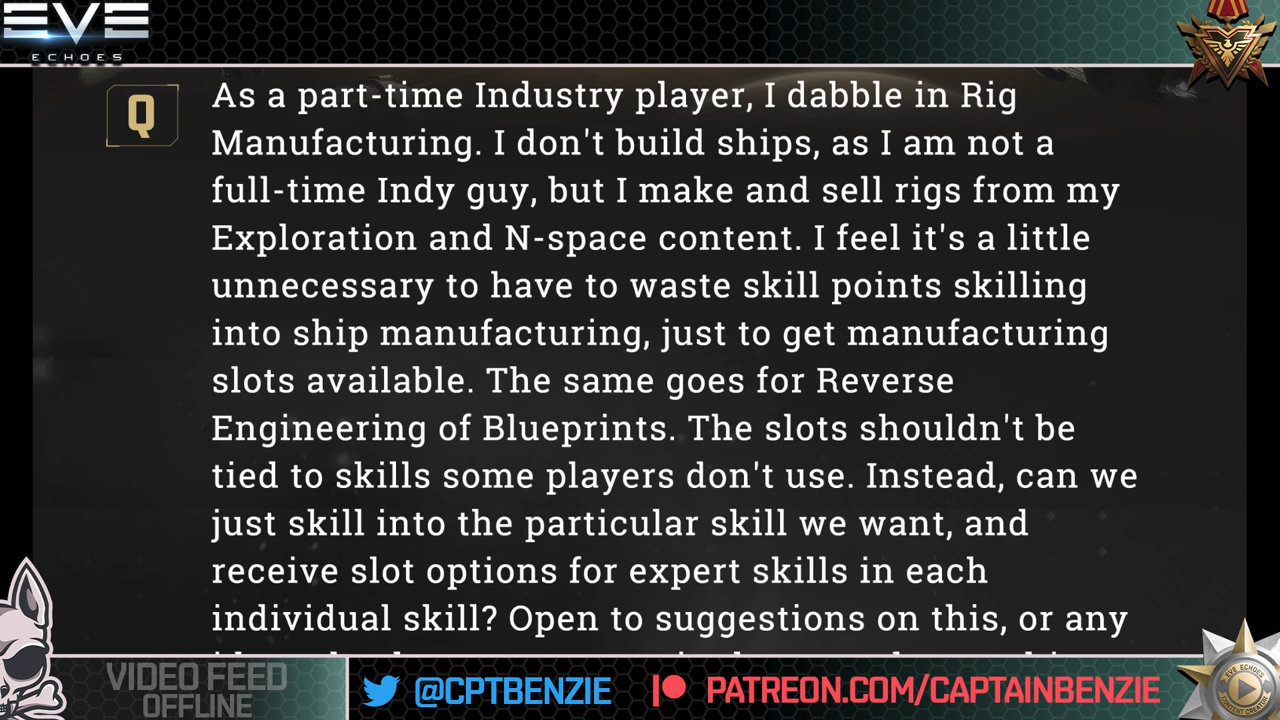 EVE
ECHOES
Q
As a part-time Industry player, I dabble in Rig
Manufacturing. I don't build ships, as I am not a
full-time Indy guy, but I make and sell rigs from my
Exploration and N-space content. I feel it's a little
unnecessary to have to waste skill points skilling
into ship manufacturing, just to get manufacturing
slots available. The same goes for Reverse
Engineering of Blueprints. The slots shouldn't be
tied to skills some players don't use. Instead, can we
just skill into the particular skill we want, and
receive slot options for expert skills in each
individual skill? Open to suggestions on this, or any
VIDEO FEED
OFFLINE
@CPTBENZIE
PATREON.COM/CAPTAINBENZIE
EVE ECHOES
CONTENT CREATOR